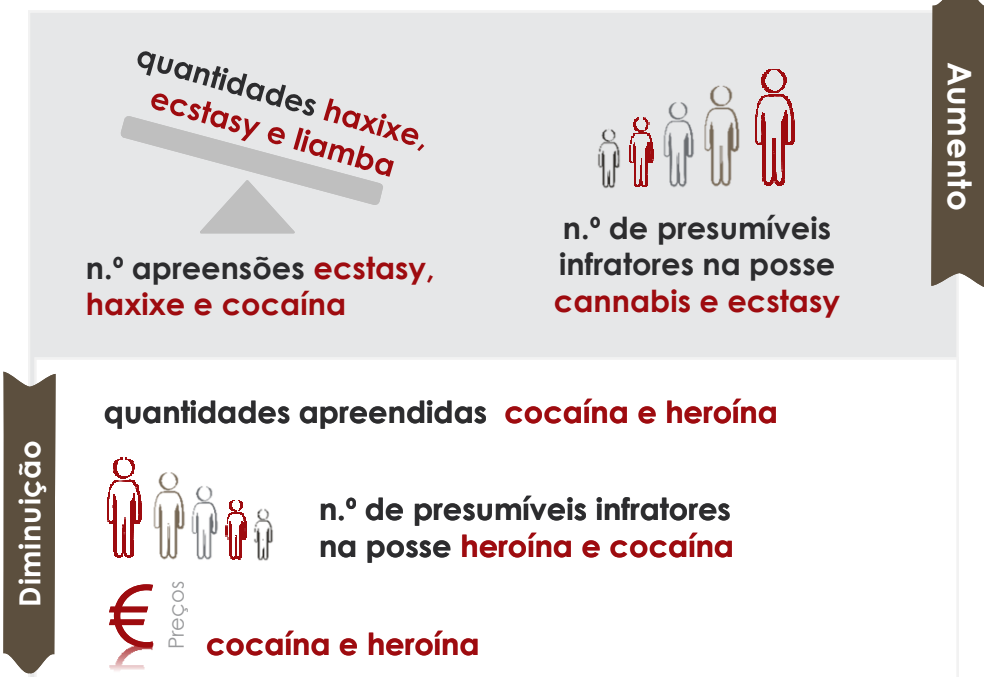 Aumento
quantidades haxixe,
ecstasy e liamba
n.º apreensões ecstasy,
haxixe e cocaína
n.º de presumíveis
infratores na posse
cannabis e ecstasy
Diminuição
quantidades apreendidas cocaína e heroína
n.º de presumíveis infratores
na posse heroína e cocaína
€ Preços
cocaína e heroína